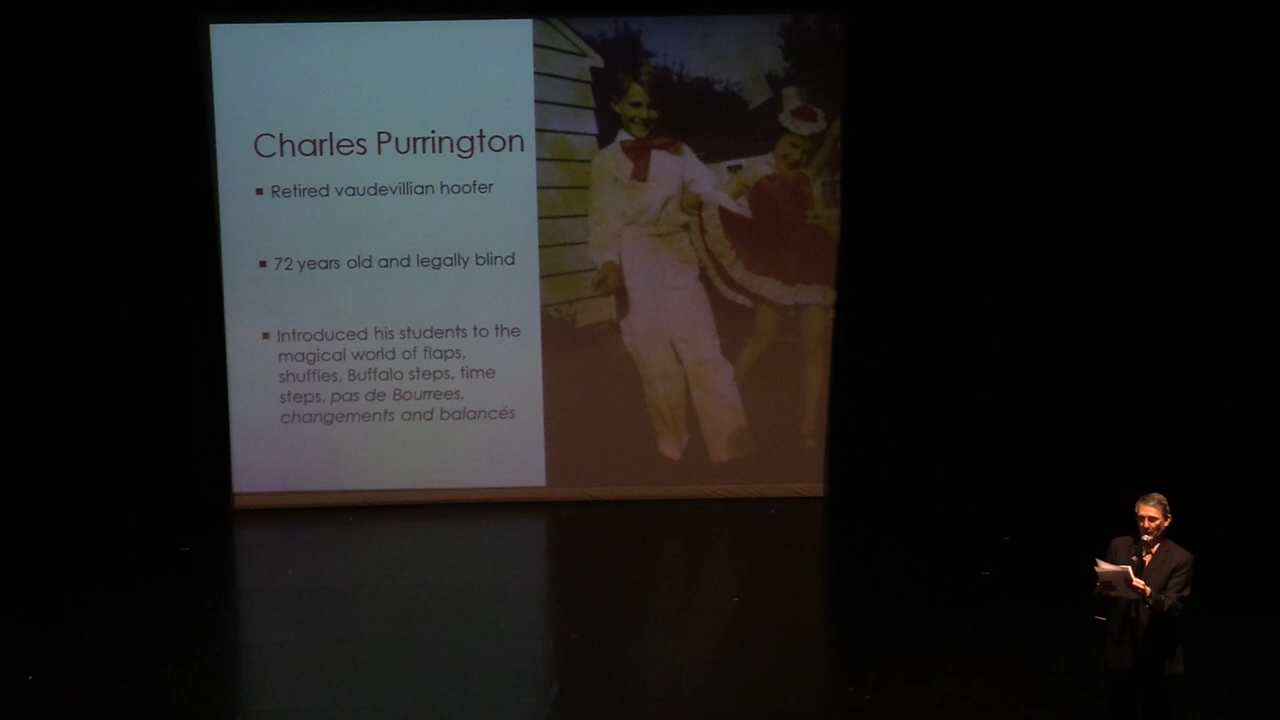 Charles Purrington
▪ Retired vaudevillian hoofer
▪ 72 years old and legally blind
▪ Introduced his students to the
magical world of flaps,
shuffles, Buffalo steps, time
steps, pas de Bourrees,
changements and balancés